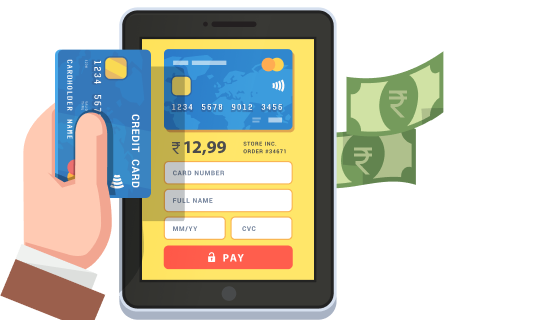 1234 5678 9012 3456
₹ 12,99
STORE INC.
ORDER #34671
CARD NUMBER
FULL NAME
MM/YY
CVC
PAY
CREDIT CARD
1234 5678
CARDHOLDER NAME
₹
₹